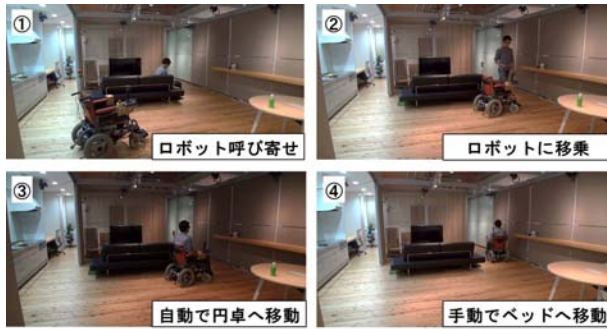 ①
ロボット呼び寄せ
②
ロボットに移乗
③
自動で円卓へ移動
④
手動でベッドへ移動